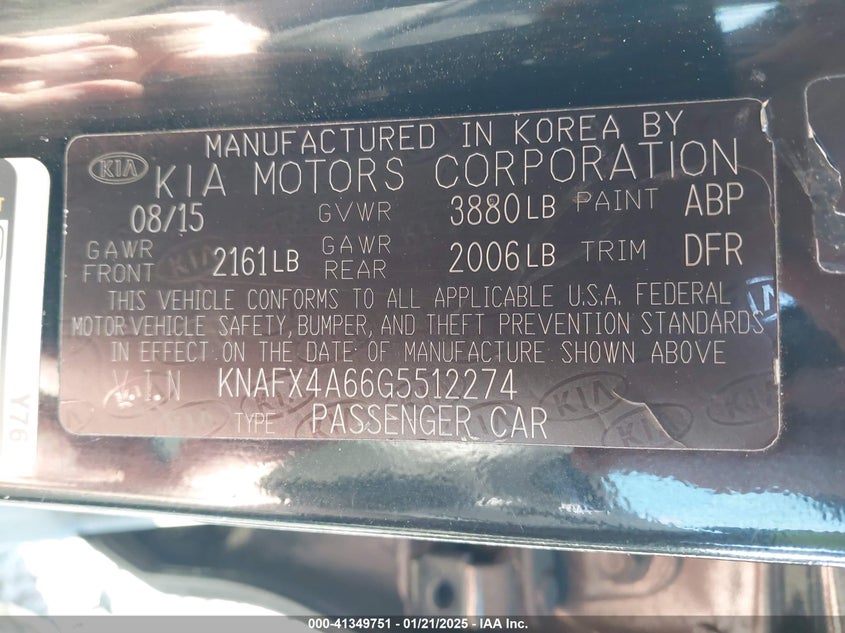 MANUFACTURED IN KOREA BY
KIA KIA MOTORS CORPORATION
08/15 GVWR 3880LB PAINT ABP
GAWR FRONT 2161LB GAWR REAR 2006LB TRIM DFR
THIS VEHICLE CONFORMS TO ALL APPLICABLE U.S.A. FEDERAL
MOTOR VEHICLE SAFETY, BUMPER, AND THEFT PREVENTION STANDARDS
IN EFFECT ON THE DATE OF MANUFACTURE SHOWN ABOVE
V.I.N KNAFX4A66G5512274
TYPE PASSENGER CAR
Y76
000-41349751 / 01/21/2025 / IAA Inc.